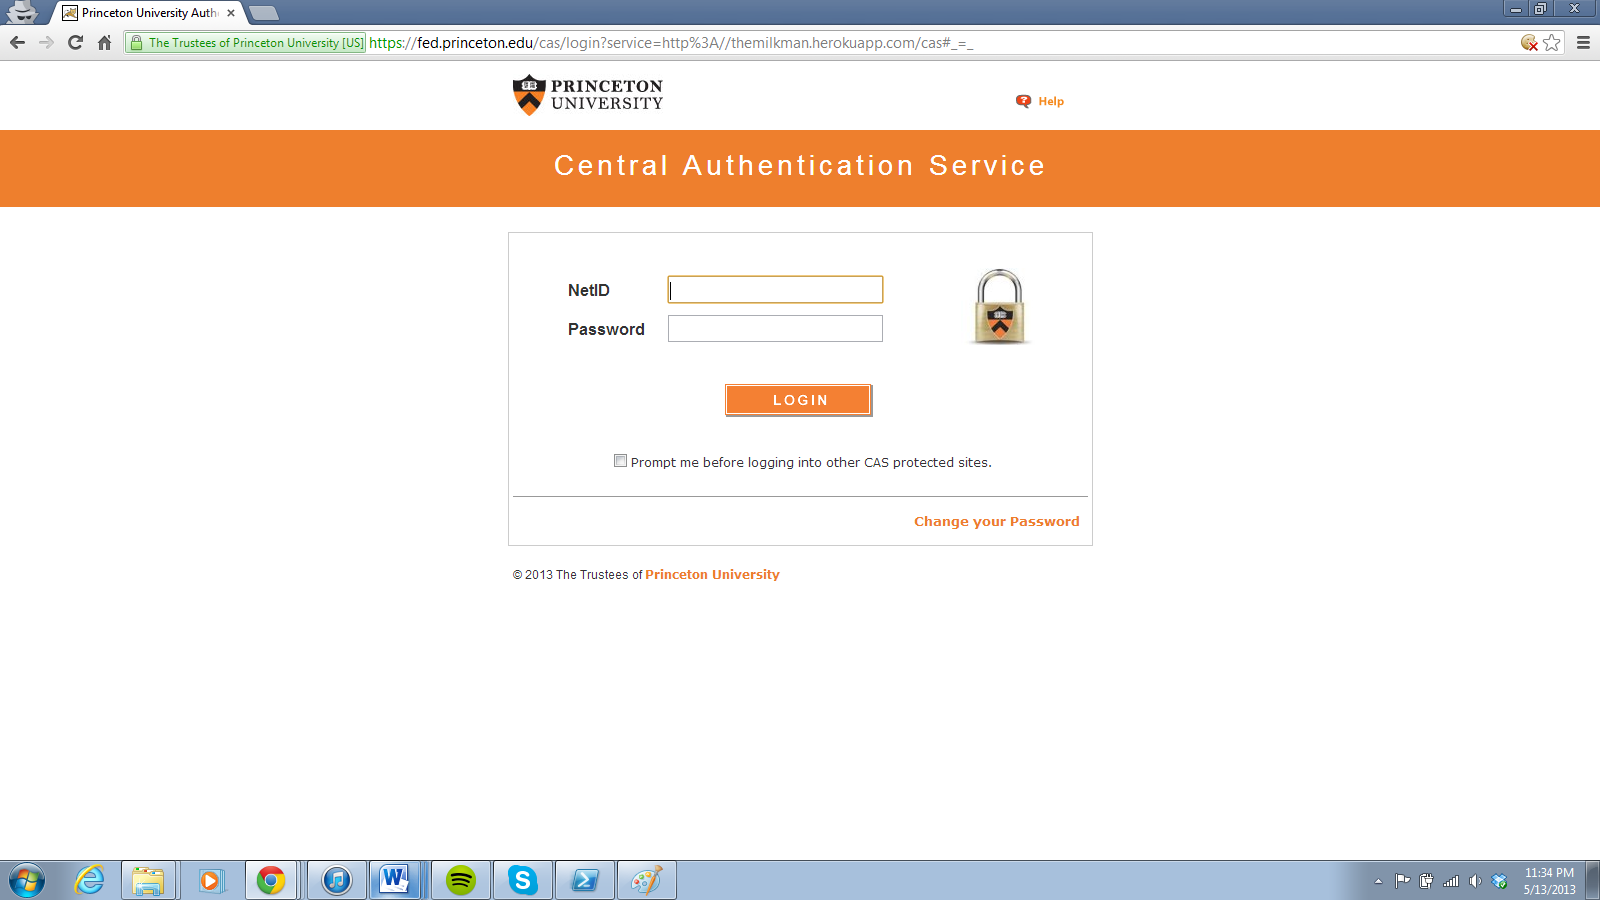 Princeton University Auth
The Trustees of Princeton University [US] https://fed.princeton.edu/cas/login?service=http%3A//themilkman.herokuapp.com/cas#_=_
PRINCETON
UNIVERSITY
Help
Central Authentication Service
NetID
Password
LOGIN
Prompt me before logging into other CAS protected sites.
Change your Password
© 2013 The Trustees of Princeton University
11:34 PM
5/13/2013